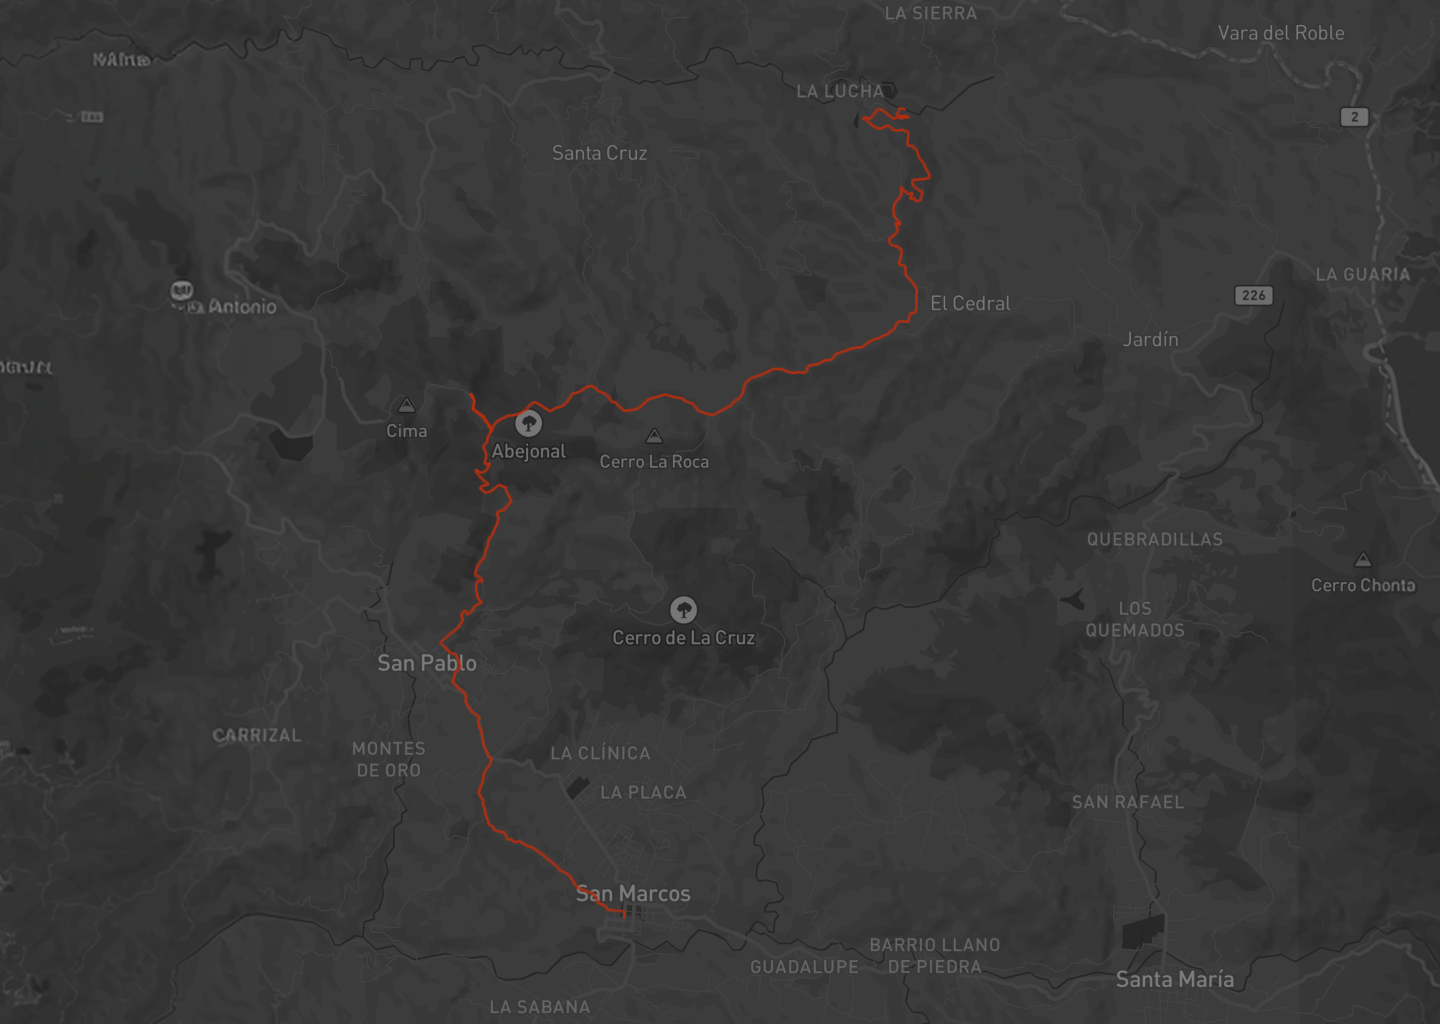 LA SIERRA
Vara del Roble
LA LUCHA
2
Santa Cruz
LA GUARIA
226
Antonio
El Cedral
Jardín
Cima
Abejonal
Cerro La Roca
QUEBRADILLAS
Cerro Chonta
LOS
QUEMADOS
Cerro de La Cruz
San Pablo
CARRIZAL
MONTES
DE ORO
LA CLÍNICA
LA PLACA
SAN RAFAEL
San Marcos
BARRIO LLANO
DE PIEDRA
GUADALUPE
Santa María
LA SABANA